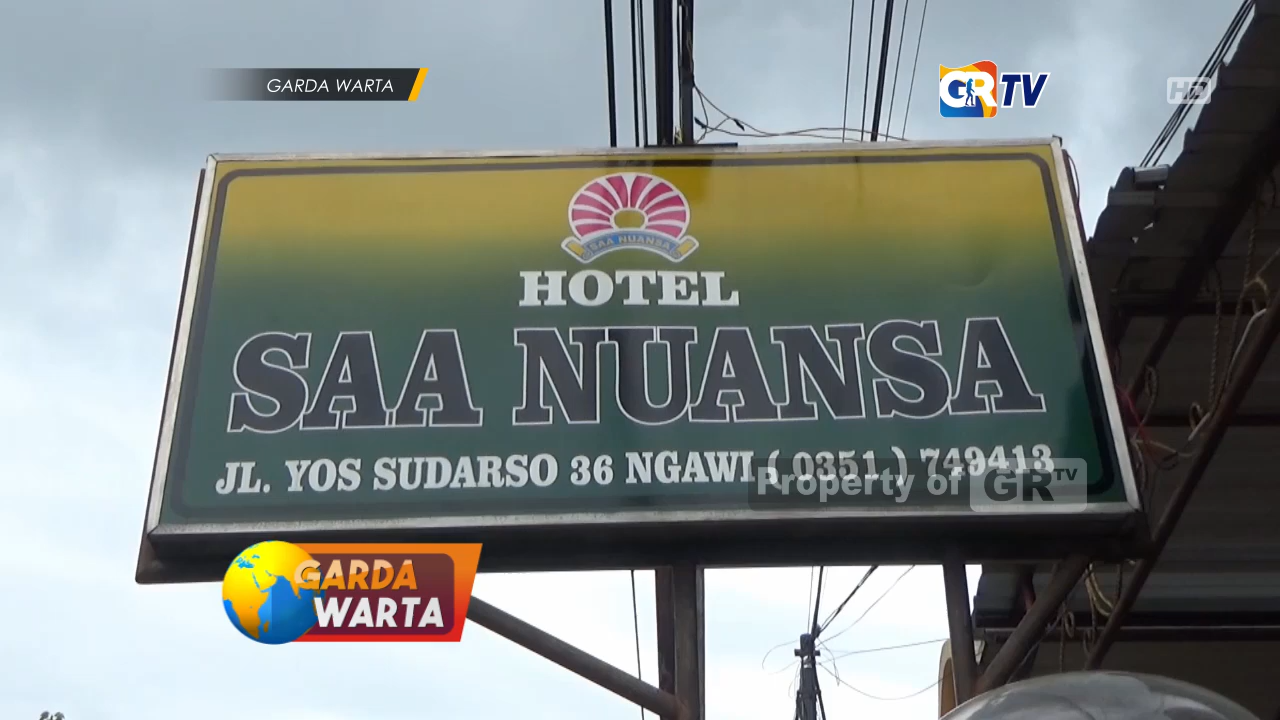 GARDA WARTA
GR TV
HD
SAA NUANSA
HOTEL
SAA NUANSA
JL. YOS SUDARSO 36 NGAWI ( 0351 ) 749413
Property of GRTV
GARDA
WARTA